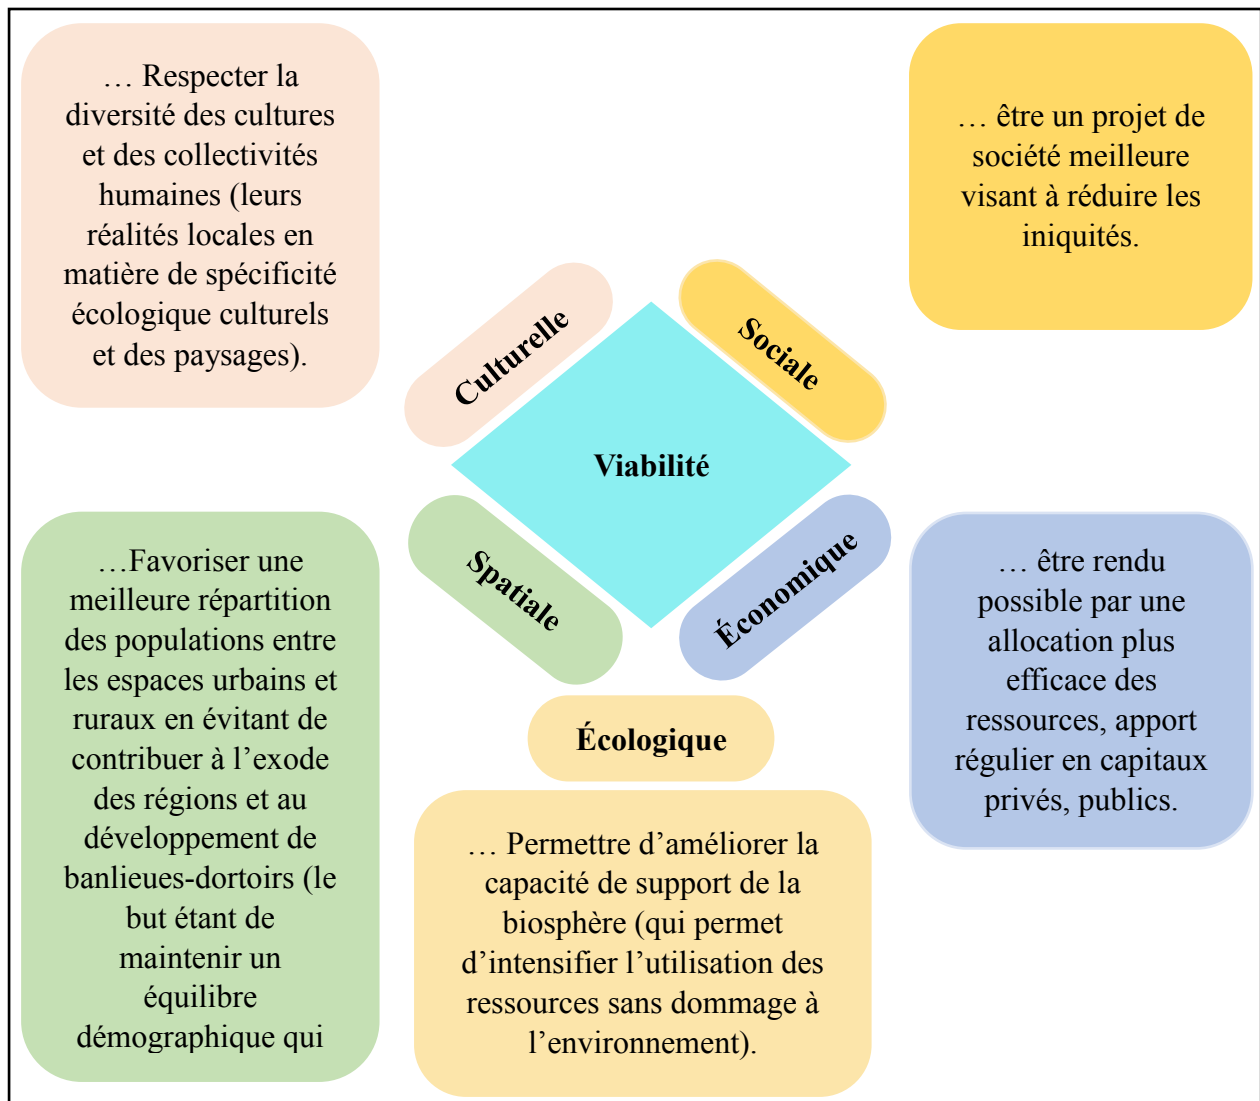 … Respecter la
diversité des cultures
et des collectivités
humaines (leurs
réalités locales en
matière de spécificité
écologique culturels
et des paysages).
… être un projet de
société meilleure
visant à réduire les
iniquités.
Culturelle
Sociale
Viabilité
Spatiale
Économique
Écologique
…Favoriser une
meilleure répartition
des populations entre
les espaces urbains et
ruraux en évitant de
contribuer à l’exode
des régions et au
développement de
banlieues-dortoirs (le
but étant de
maintenir un
équilibre
démographique qui
… Permettre d’améliorer la
capacité de support de la
biosphère (qui permet
d’intensifier l’utilisation des
ressources sans dommage à
l’environnement).
… être rendu
possible par une
allocation plus
efficace des
ressources, apport
régulier en capitaux
privés, publics.